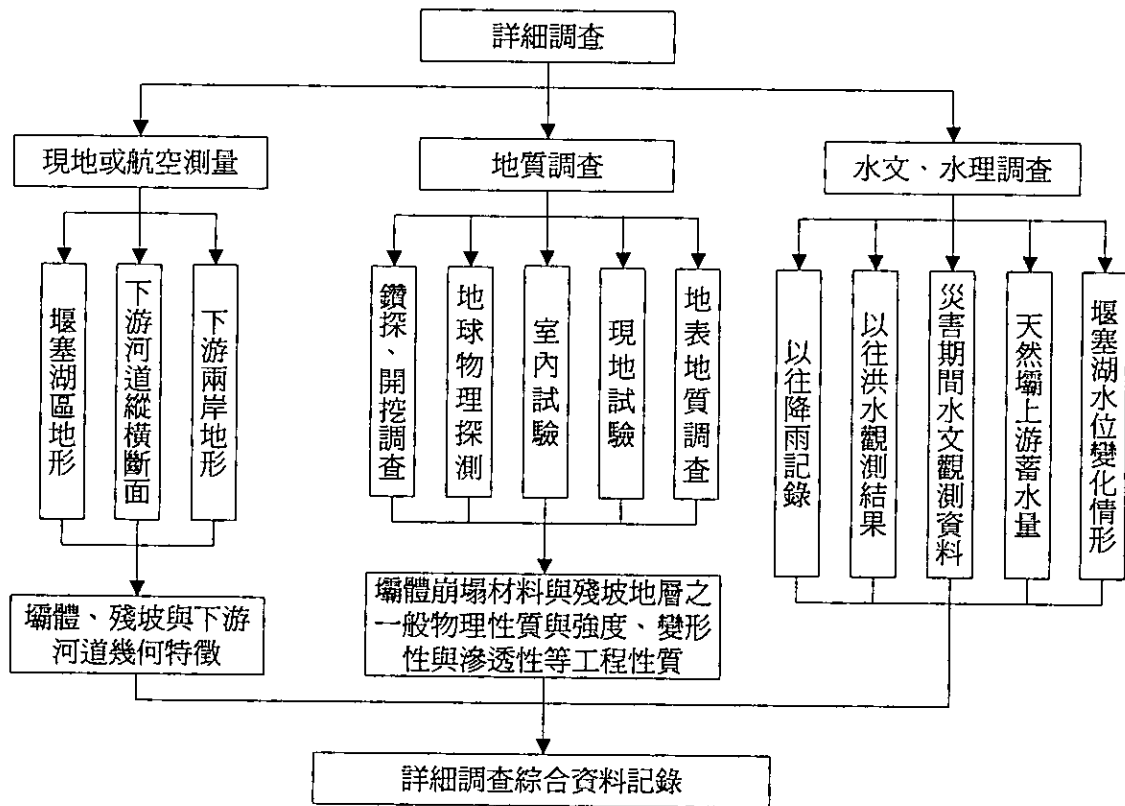 詳細調查
現地或航空測量
地質調查
水文、水理調查
堰塞湖區地形
下游河道縱橫斷面
下游兩岸地形
鑽探、開挖調查
地球物理探測
室內試驗
現地試驗
地表地質調查
以往降雨記錄
以往洪水觀測結果
災害期間水文觀測資料
天然壩上游蓄水量
堰塞湖水位變化情形
壩體、殘坡與下游
河道幾何特徵
壩體崩塌材料與殘坡地層之
一般物理性質與強度、變形
性與滲透性等工程性質
詳細調查綜合資料記錄